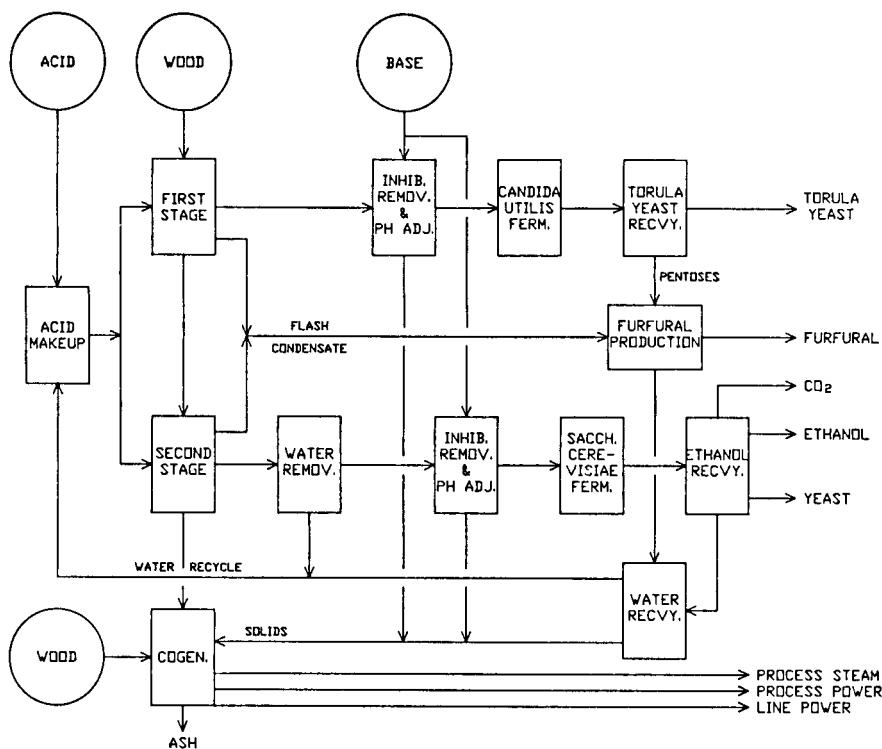 ACID
WOOD
BASE
FIRST
STAGE
INHIB.
REMOV.
&
PH ADJ.
CANDIDA
UTILIS
FERM.
TORULA
YEAST
RECVY.
TORULA
YEAST
PENTOSES
ACID
MAKEUP
FLASH
CONDENSATE
FURFURAL
PRODUCTION
FURFURAL
CO₂
SECOND
STAGE
WATER
REMOV.
INHIB.
REMOV.
&
PH ADJ.
SACCH.
CERE-
VISIAE
FERM.
ETHANOL
RECVY.
ETHANOL
YEAST
WATER RECYCLE
WATER
RECVY.
SOLIDS
WOOD
COGEN.
PROCESS STEAM
PROCESS POWER
LINE POWER
ASH